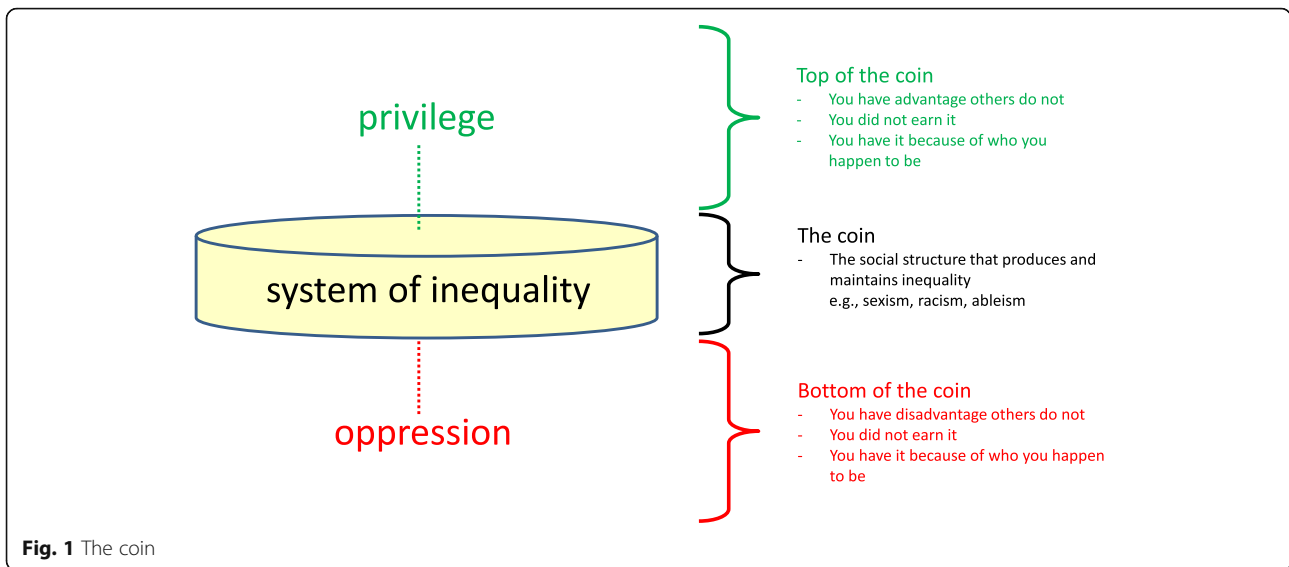 privilege
system of inequality
oppression
Top of the coin
- You have advantage others do not
- You did not earn it
- You have it because of who you
happen to be
The coin
- The social structure that produces and
maintains inequality
e.g., sexism, racism, ableism
Bottom of the coin
- You have disadvantage others do not
- You did not earn it
- You have it because of who you happen
to be
Fig. 1 The coin